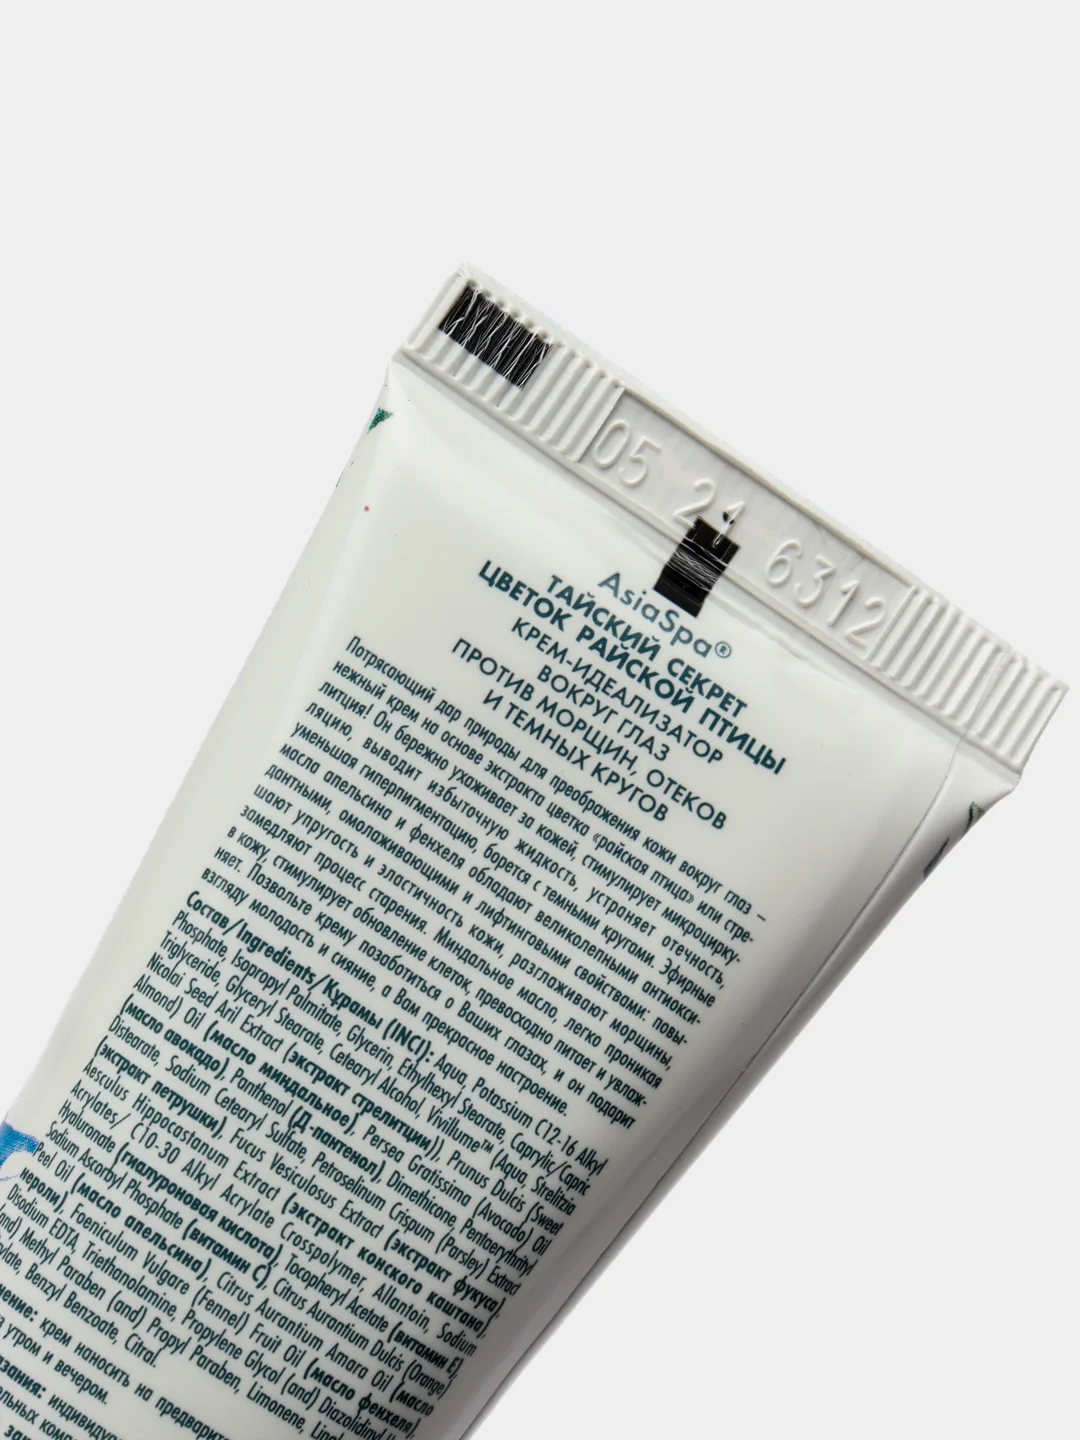 05 21 6312
AsiaSpa®
ТАЙСКИЙ СЕКРЕТ
ЦВЕТОК РАЙСКОЙ ПТИЦЫ
КРЕМ-ИДЕАЛИЗАТОР
ВОКРУГ ГЛАЗ
ПРОТИВ МОРЩИН, ОТЕКОВ
И ТЕМНЫХ КРУГОВ
Потрясающий дар природы для преображения кожи вокруг глаз –
нежный крем на основе экстракта цветка «райская птица» или стре-
литция! Он бережно ухаживает за кожей, стимулирует микроцирку-
ляцию, выводит избыточную жидкость, устраняет отечность,
уменьшая гиперпигментацию, борется с темными кругами. Эфирные
масла апельсина и фенхеля обладают великолепными антиокси-
дантными, омолаживающими и лифтинговыми свойствами: повы-
шают упругость и эластичность кожи, разглаживают морщины,
замедляют процесс старения. Миндальное масло, легко проникая
в кожу, стимулирует обновление клеток, превосходно питает и увлаж-
няет. Позвольте крему позаботиться о Ваших глазах, и он подарит
взгляду молодость и сияние, а Вам прекрасное настроение.
Состав/Ingredients/Құрамы (INCI): Aqua, Potassium C12-16 Alkyl
Phosphate, Isopropyl Palmitate, Glycerin, Ethylhexyl Stearate, Caprylic/Capric
Triglyceride, Glyceryl Stearate, Cetearyl Alcohol, Vivillume™ (Aqua, Strelitzia
Nicolai Seed Aril Extract (экстракт стрелитции)), Prunus Dulcis (Sweet
Almond) Oil (масло миндальное), Persea Gratissima (Avocado) Oil
(масло авокадо), Panthenol (Д-пантенол), Dimethicone, Pentaerythrityl
Distearate, Sodium Cetearyl Sulfate, Petroselinum Crispum (Parsley) Extract
(экстракт петрушки), Fucus Vesiculosus Extract (экстракт фукуса),
Aesculus Hippocastanum Extract (экстракт конского каштана),
Acrylates/ C10-30 Alkyl Acrylate Crosspolymer, Allantoin, Sodium
Hyaluronate (гиалуроновая кислота), Tocopheryl Acetate (витамин Е),
Sodium Ascorbyl Phosphate (витамин С), Citrus Aurantium Dulcis (Orange)
Peel Oil (масло апельсина), Citrus Aurantium Amara Oil (масло
нероли), Foeniculum Vulgare (Fennel) Fruit Oil (масло фенхеля),
Disodium EDTA, Triethanolamine, Propylene Glycol (and) Diazolidinyl
(and) Methyl Paraben (and) Propyl Paraben, Limonene,
Benzyl Benzoate, Citral.
крем наносить на
утром и вечером.